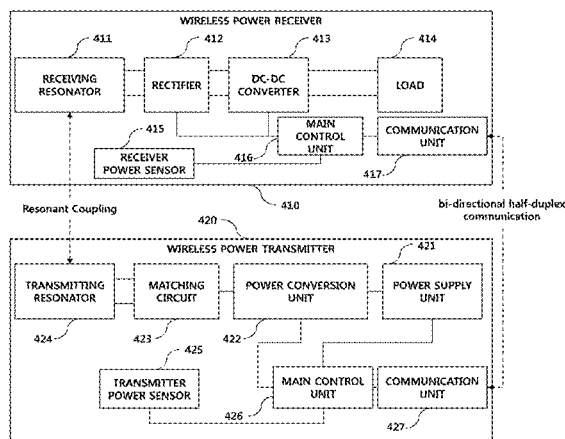 WIRELESS POWER RECEIVER
411
412
413
414
RECEIVING
RESONATOR
RECTIFIER
DC-DC
CONVERTER
LOAD
415
RECEIVER
POWER SENSOR
416
MAIN
CONTROL
UNIT
COMMUNICATION
UNIT
417
410
Resonant Coupling
bi-directional half-duplex
communication
420
WIRELESS POWER TRANSMITTER
421
TRANSMITTING
RESONATOR
MATCHING
CIRCUIT
POWER CONVERSION
UNIT
POWER SUPPLY
UNIT
424
423
422
425
TRANSMITTER
POWER SENSOR
MAIN CONTROL
UNIT
COMMUNICATION
UNIT
426
427